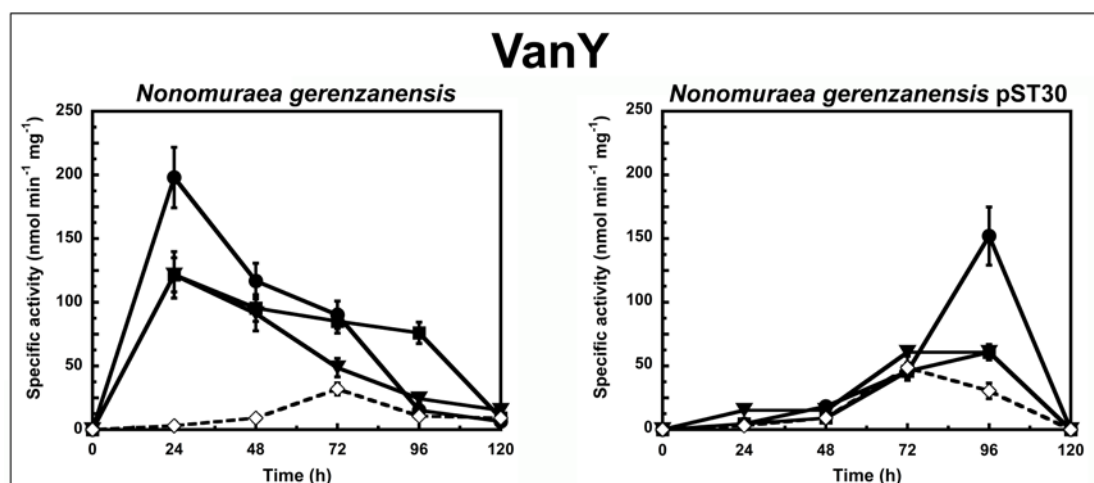 VanY
Nonomuraea gerenzanensis
Specific activity (nmol min⁻¹ mg⁻¹)
250
200
150
100
50
0
0 24 48 72 96 120
Time (h)
Nonomuraea gerenzanensis pST30
Specific activity (nmol min⁻¹ mg⁻¹)
250
200
150
100
50
0
0 24 48 72 96 120
Time (h)